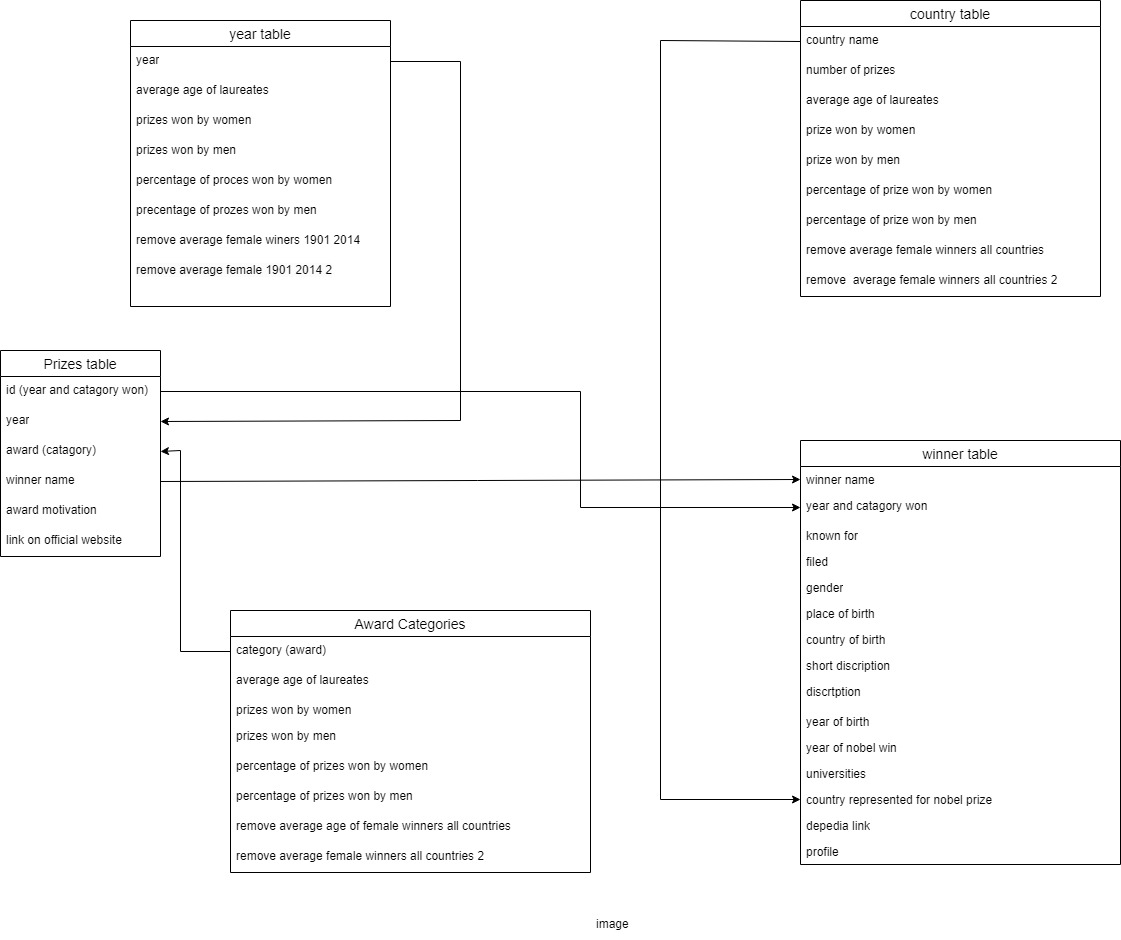 year table
year
average age of laureates
prizes won by women
prizes won by men
percentage of proces won by women
precentage of prozes won by men
remove average female winers 1901 2014
remove average female 1901 2014 2
country table
country name
number of prizes
average age of laureates
prize won by women
prize won by men
percentage of prize won by women
percentage of prize won by men
remove average female winners all countries
remove  average female winners all countries 2
Prizes table
id (year and catagory won)
year
award (catagory)
winner name
award motivation
link on official website
winner table
winner name
year and catagory won
known for
filed
gender
place of birth
country of birth
short discription
discrtption
year of birth
year of nobel win
universities
country represented for nobel prize
depedia link
profile
Award Categories
category (award)
average age of laureates
prizes won by women
prizes won by men
percentage of prizes won by women
percentage of prizes won by men
remove average age of female winners all countries
remove average female winners all countries 2
image